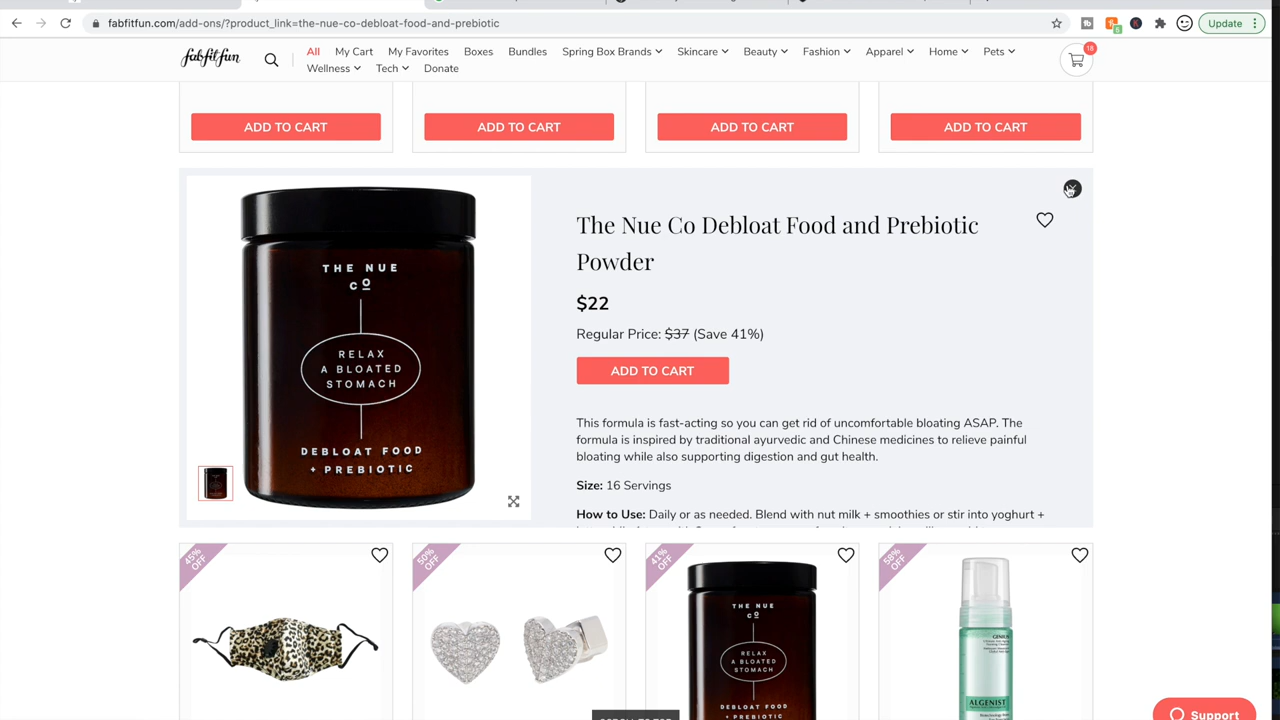 fabfitfun.com/add-ons/?product_link=the-nue-co-debloat-food-and-prebiotic
Update
fabfitfun
All My Cart My Favorites Boxes Bundles Spring Box Brands Skincare Beauty Fashion Apparel Home Pets
Wellness Tech Donate
18
ADD TO CART ADD TO CART ADD TO CART ADD TO CART
THE NUE
CO
RELAX
A BLOATED
STOMACH
DEBLOAT FOOD
+ PREBIOTIC
The Nue Co Debloat Food and Prebiotic
Powder
$22
Regular Price: $37 (Save 41%)
ADD TO CART
This formula is fast-acting so you can get rid of uncomfortable bloating ASAP. The
formula is inspired by traditional ayurvedic and Chinese medicines to relieve painful
bloating while also supporting digestion and gut health.
Size: 16 Servings
How to Use: Daily or as needed. Blend with nut milk + smoothies or stir into yoghurt +
45%
OFF
50%
OFF
41%
OFF
58%
OFF
THE NUE
CO
RELAX
A BLOATED
STOMACH
DEBLOAT FOOD
+ PREBIOTIC
GENIUS
ALGENIST
SCROLL TO TOP
Support